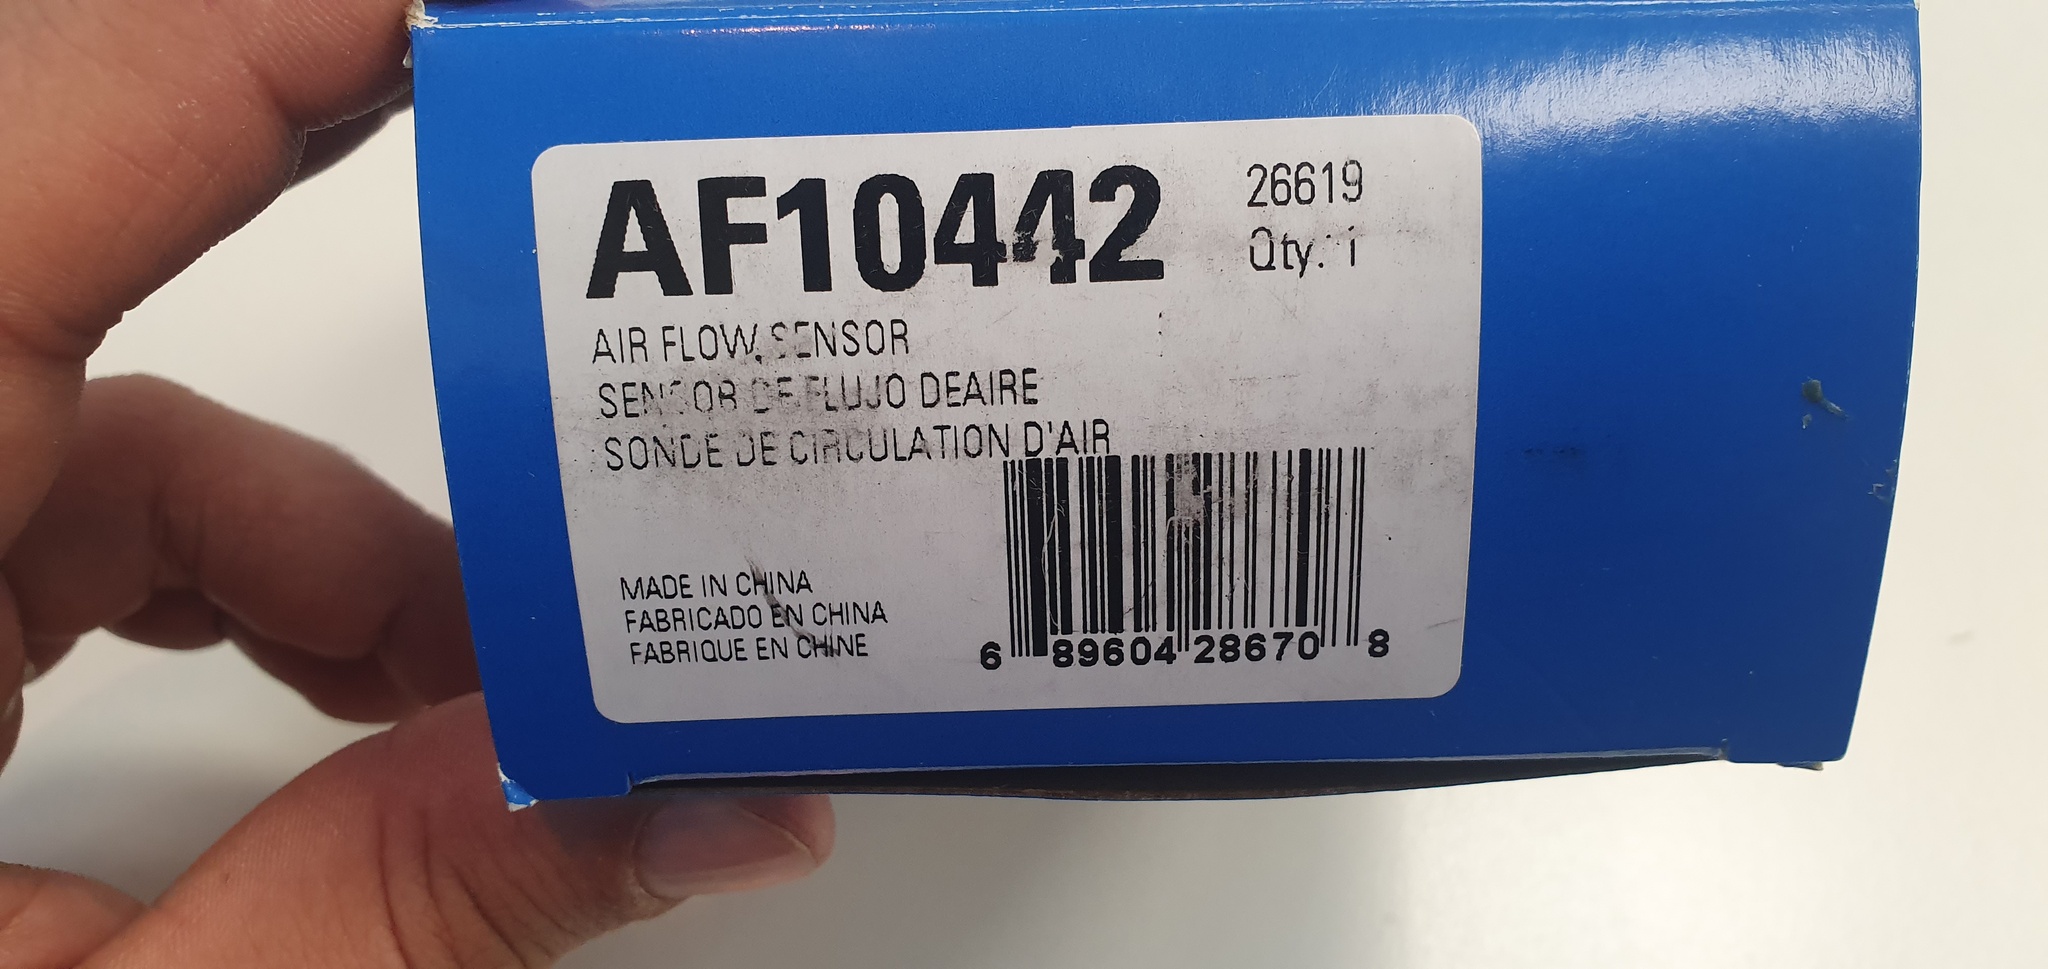 AF10442
26619
Qty: 1
AIR FLOW SENSOR
SENSOR DE FLUJO DEAIRE
SONDE DE CIRCULATION D'AIR
MADE IN CHINA
FABRICADO EN CHINA
FABRIQUE EN CHINE
6 89604 28670 8